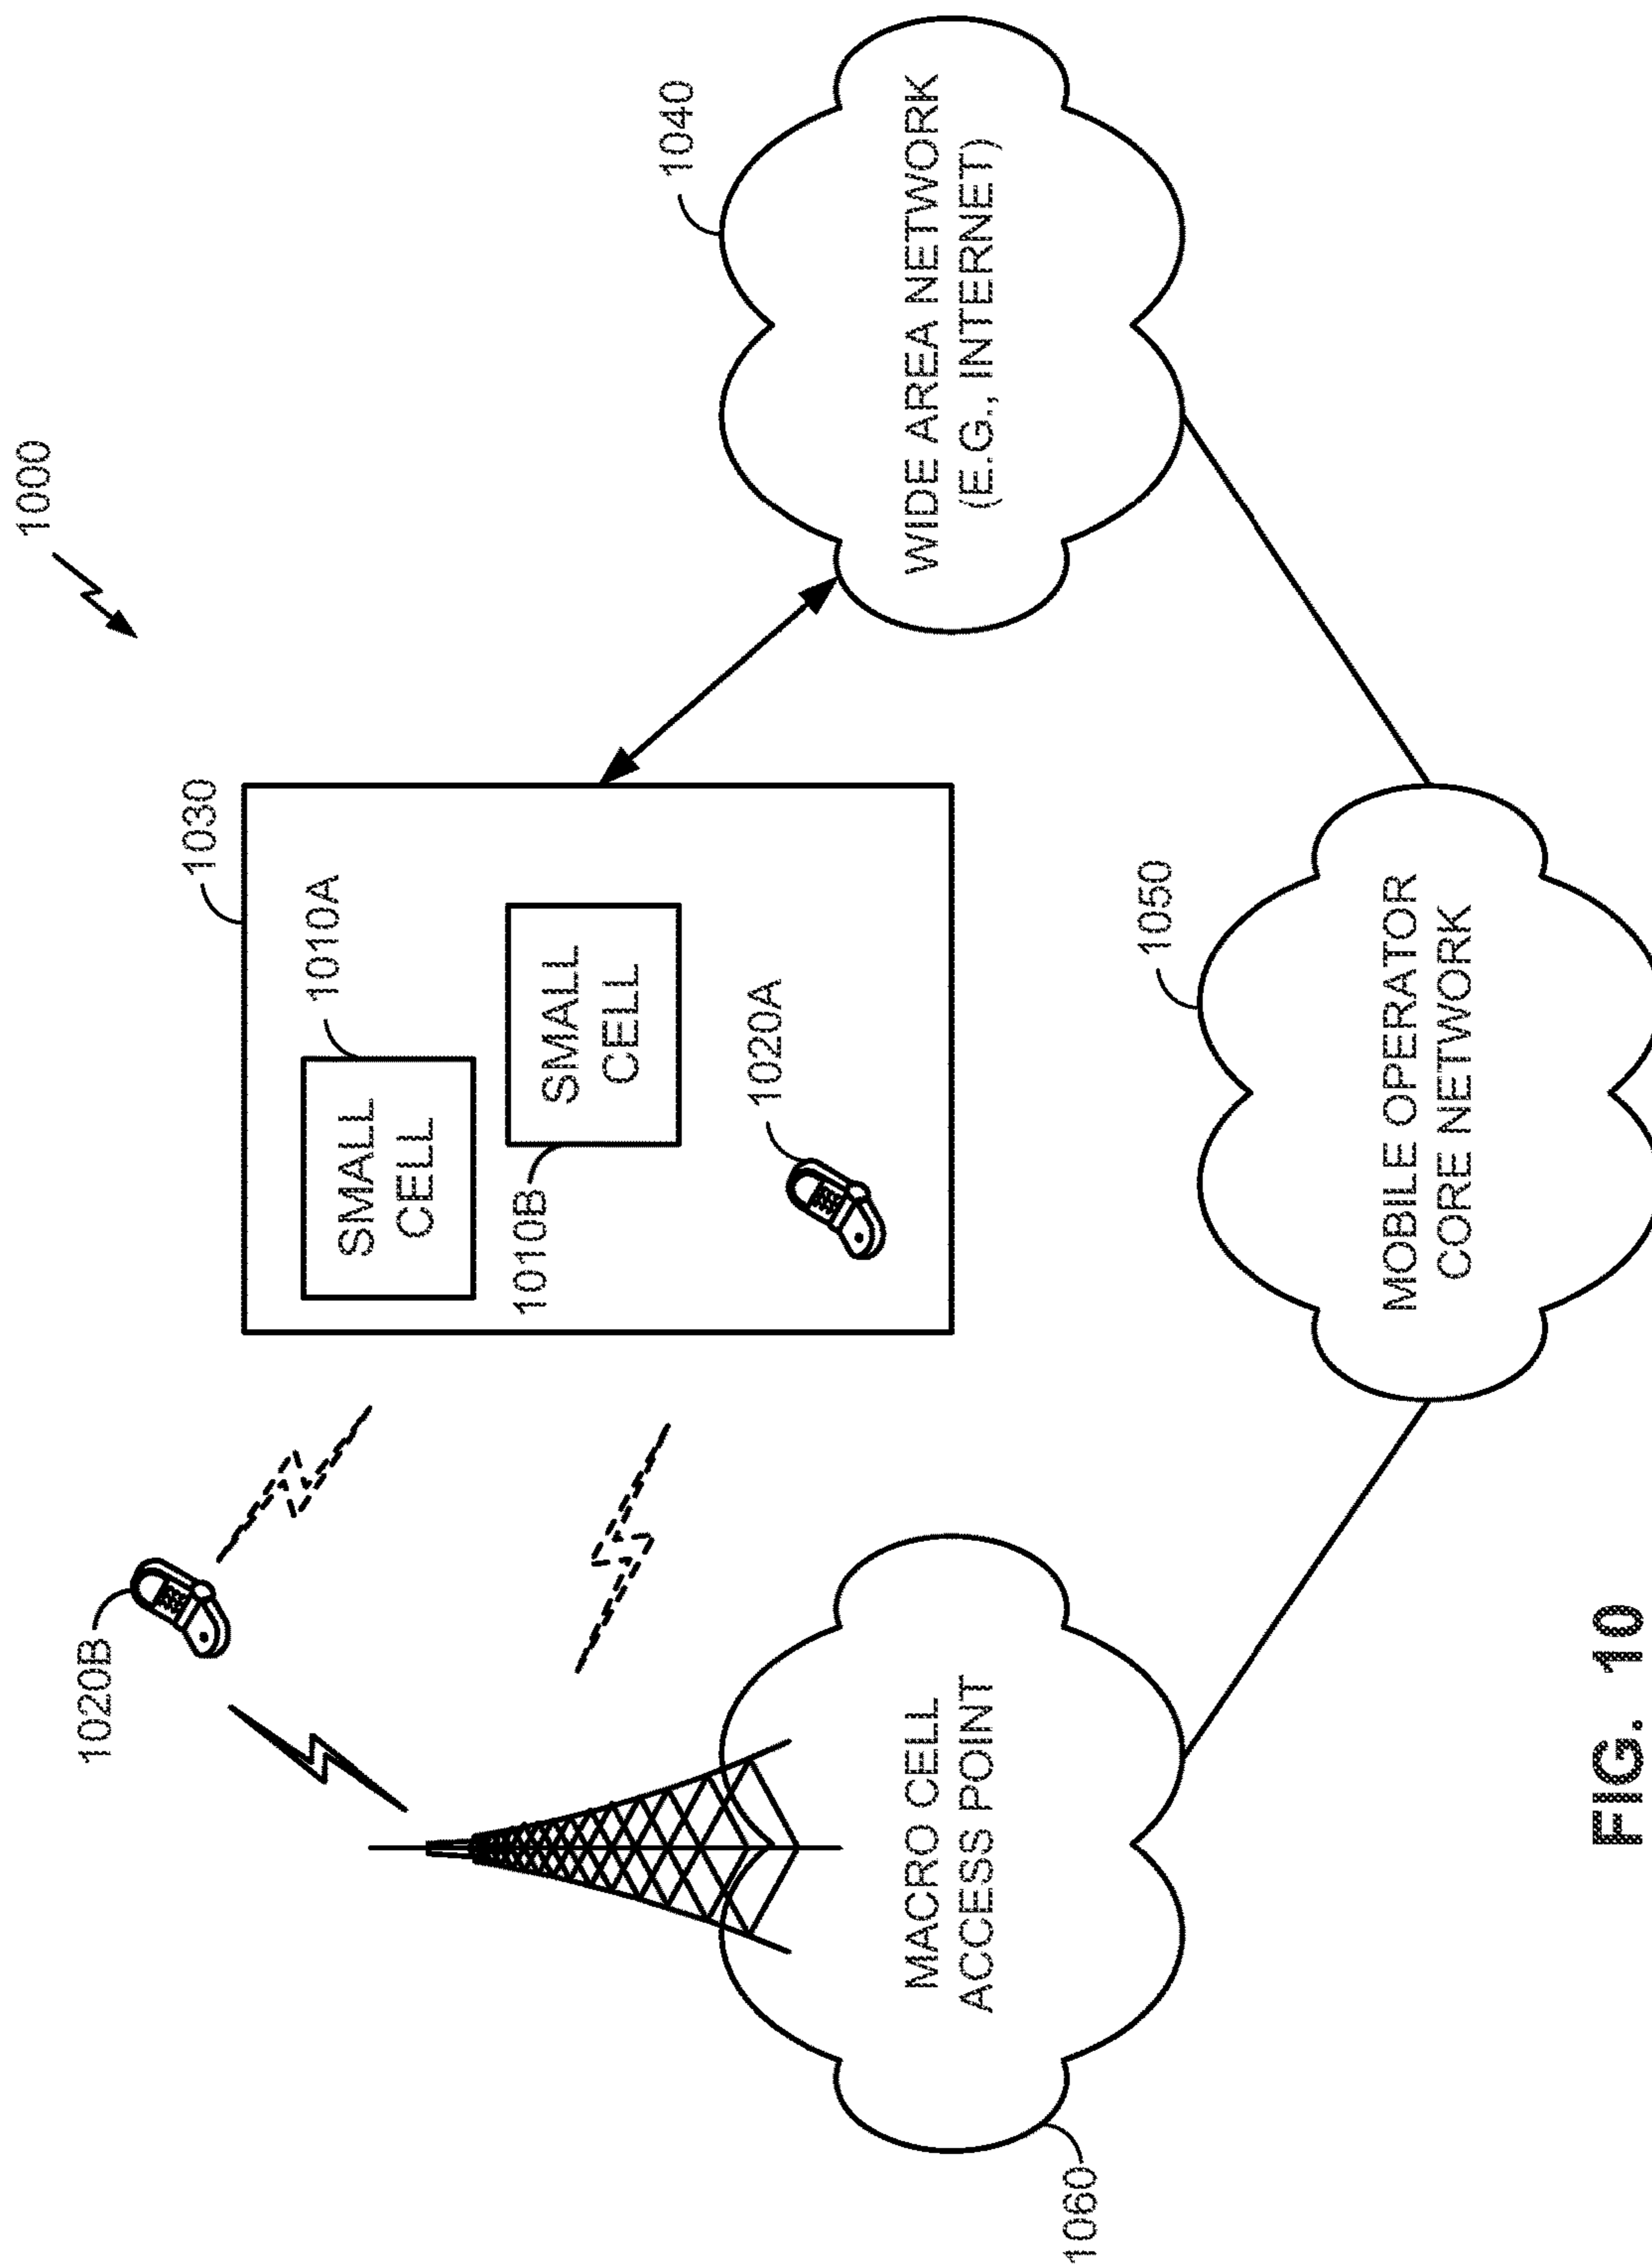 1000
1020B
1030
SMALL
CELL
1010A
1010B
SMALL
CELL
1020A
1040
MACRO CELL
ACCESS POINT
1060
WIDE AREA NETWORK
(E.G., INTERNET)
1050
MOBILE OPERATOR
CORE NETWORK
FIG. 10